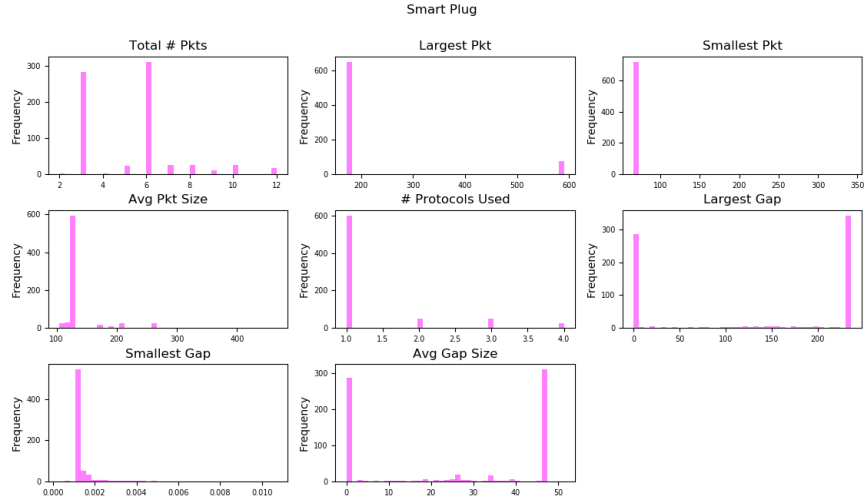 Smart Plug
Total # Pkts
Largest Pkt
Smallest Pkt
Frequency
300
200
100
0
2 4 6 8 10 12
Frequency
600
400
200
0
200 300 400 500 600
Frequency
600
400
200
0
100 150 200 250 300 350
Avg Pkt Size
# Protocols Used
Largest Gap
Frequency
600
400
200
0
100 200 300 400
Frequency
600
400
200
0
1.0 1.5 2.0 2.5 3.0 3.5 4.0
Frequency
300
200
100
0
0 50 100 150 200
Smallest Gap
Avg Gap Size
Frequency
400
200
0
0.000 0.002 0.004 0.006 0.008 0.010
Frequency
300
200
100
0
0 10 20 30 40 50